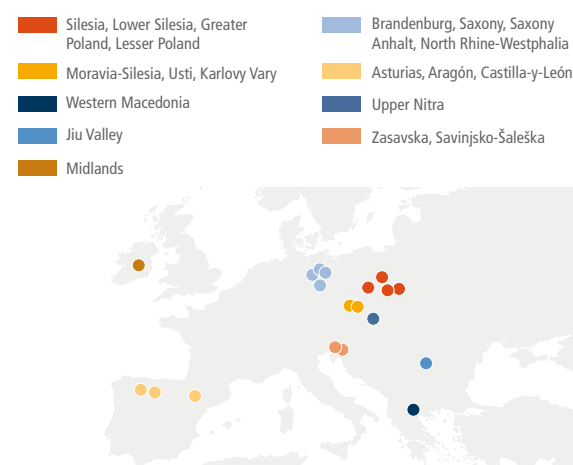 Silesia, Lower Silesia, Greater
Poland, Lesser Poland
Moravia-Silesia, Usti, Karlovy Vary
Western Macedonia
Jiu Valley
Midlands
Brandenburg, Saxony, Saxony
Anhalt, North Rhine-Westphalia
Asturias, Aragón, Castilla-y-León
Upper Nitra
Zasavska, Savinjsko-Šaleška